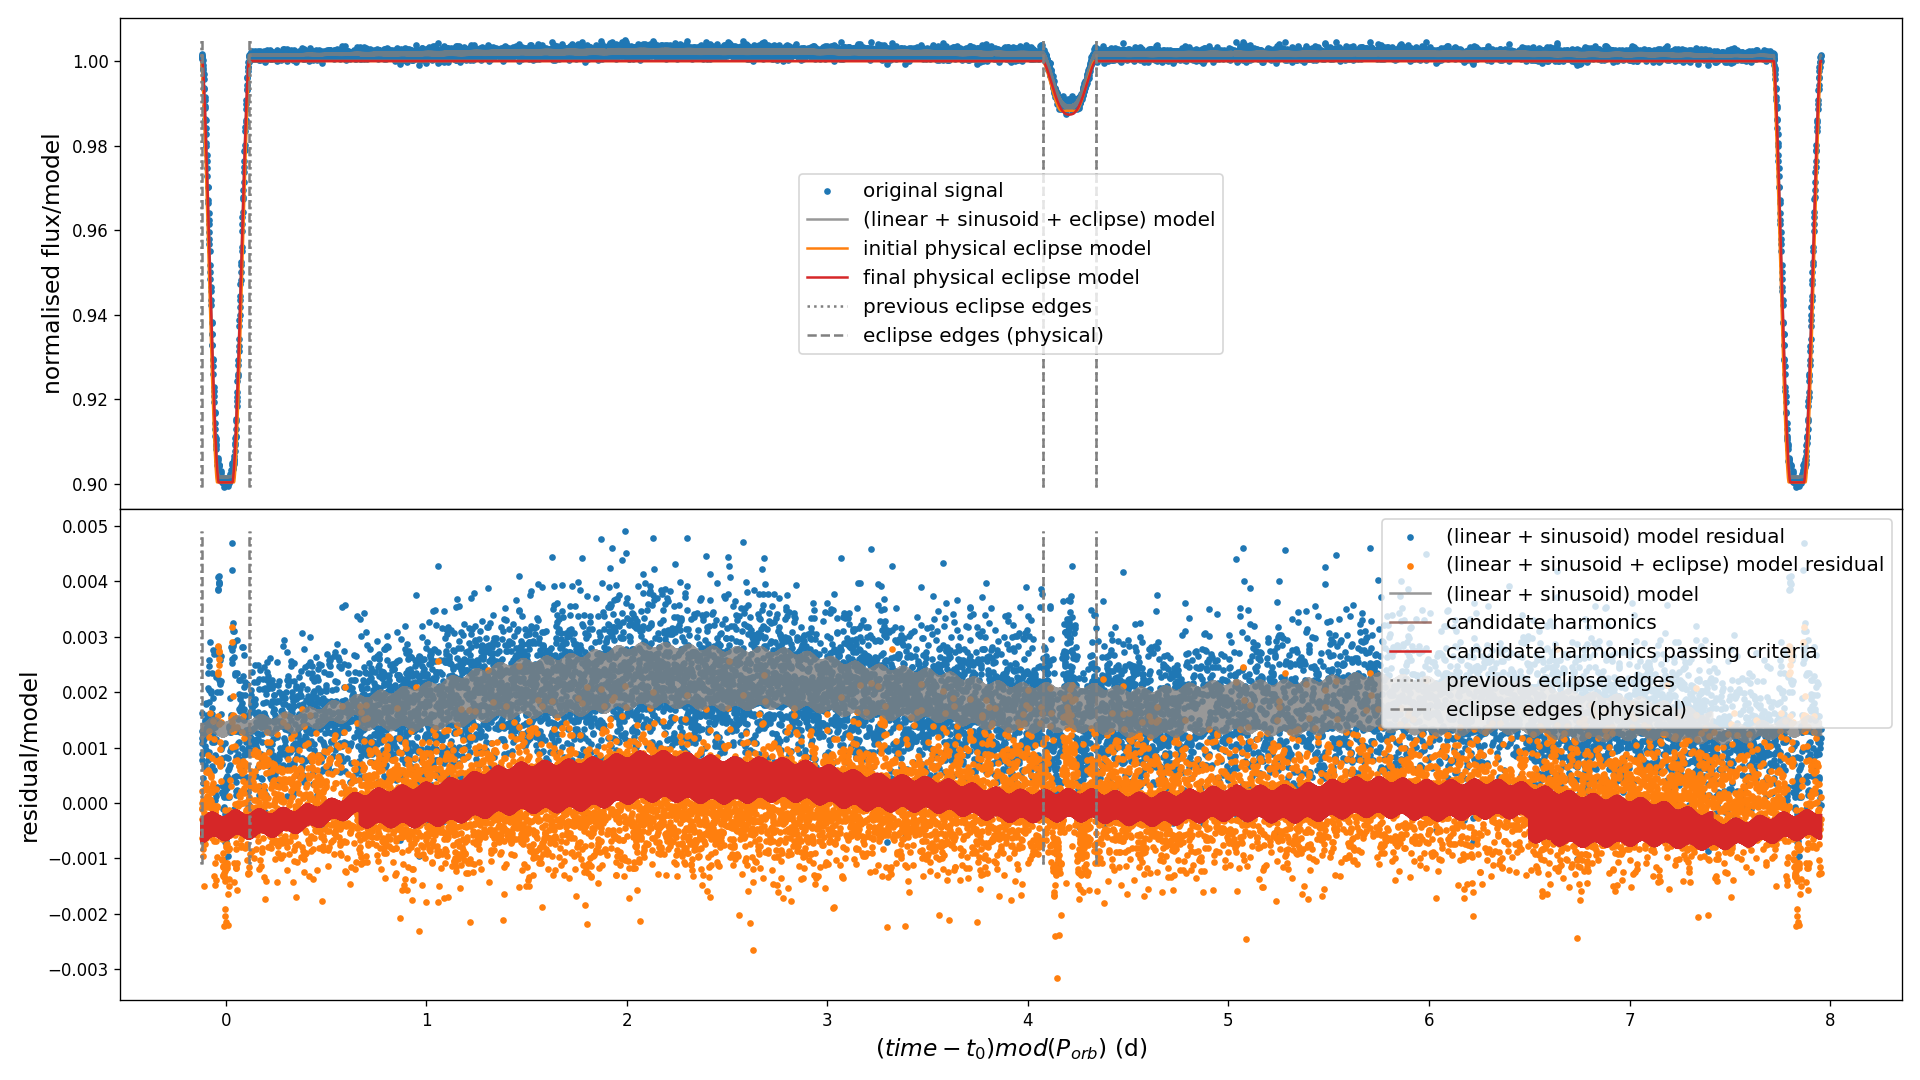 1.00
0.98
0.96
0.94
0.92
0.90
normalised flux/model
original signal
(linear + sinusoid + eclipse) model
initial physical eclipse model
final physical eclipse model
previous eclipse edges
eclipse edges (physical)
0.005
0.004
0.003
0.002
0.001
0.000
−0.001
−0.002
−0.003
residual/model
(linear + sinusoid) model residual
(linear + sinusoid + eclipse) model residual
(linear + sinusoid) model
candidate harmonics
candidate harmonics passing criteria
previous eclipse edges
eclipse edges (physical)
0 1 2 3 4 5 6 7 8
(time − t₀)mod(P_orb) (d)